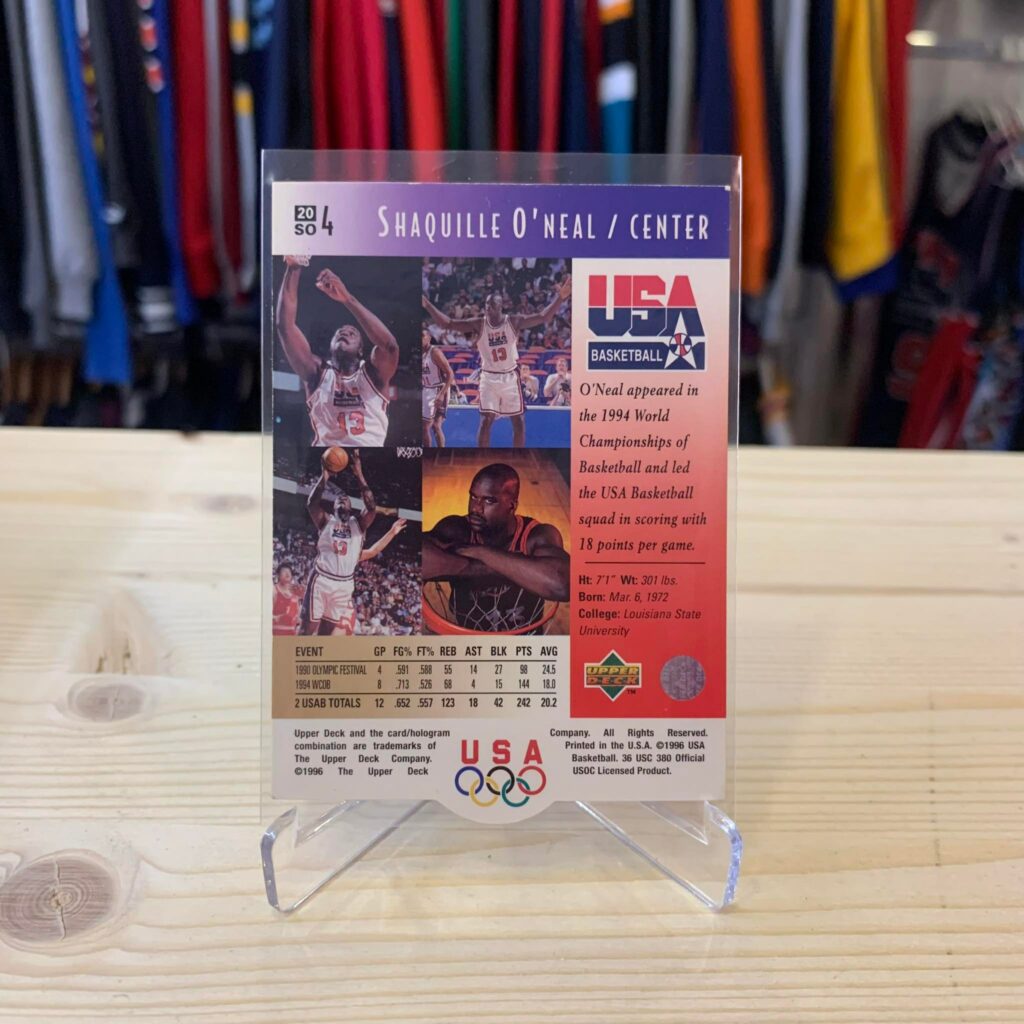 20
SO 4
SHAQUILLE O'NEAL / CENTER
USA
BASKETBALL
O'Neal appeared in
the 1994 World
Championships of
Basketball and led
the USA Basketball
squad in scoring with
18 points per game.
Ht: 7'1" Wt: 301 lbs.
Born: Mar. 6, 1972
College: Louisiana State
University
USA
13
13
13
EVENT GP FG% FT% REB AST BLK PTS AVG
1990 OLYMPIC FESTIVAL 4 .591 .588 55 14 27 98 24.5
1994 WCOB 8 .713 .526 68 4 15 144 18.0
2 USAB TOTALS 12 .652 .557 123 18 42 242 20.2
UPPER
DECK
TM
Upper Deck and the card/hologram
combination are trademarks of
The Upper Deck Company.
©1996 The Upper Deck
Company. All Rights Reserved.
Printed in the U.S.A. ©1996 USA
Basketball. 36 USC 380 Official
USOC Licensed Product.
USA